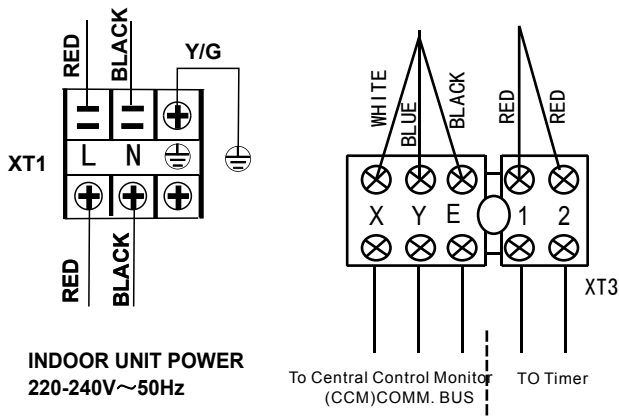 RED
BLACK
Y/G
XT1
L N
RED
BLACK
INDOOR UNIT POWER
220-240V～50Hz
WHITE
BLUE
BLACK
RED
RED
X Y E 1 2
XT3
To Central Control Monitor
(CCM)COMM. BUS
TO Timer